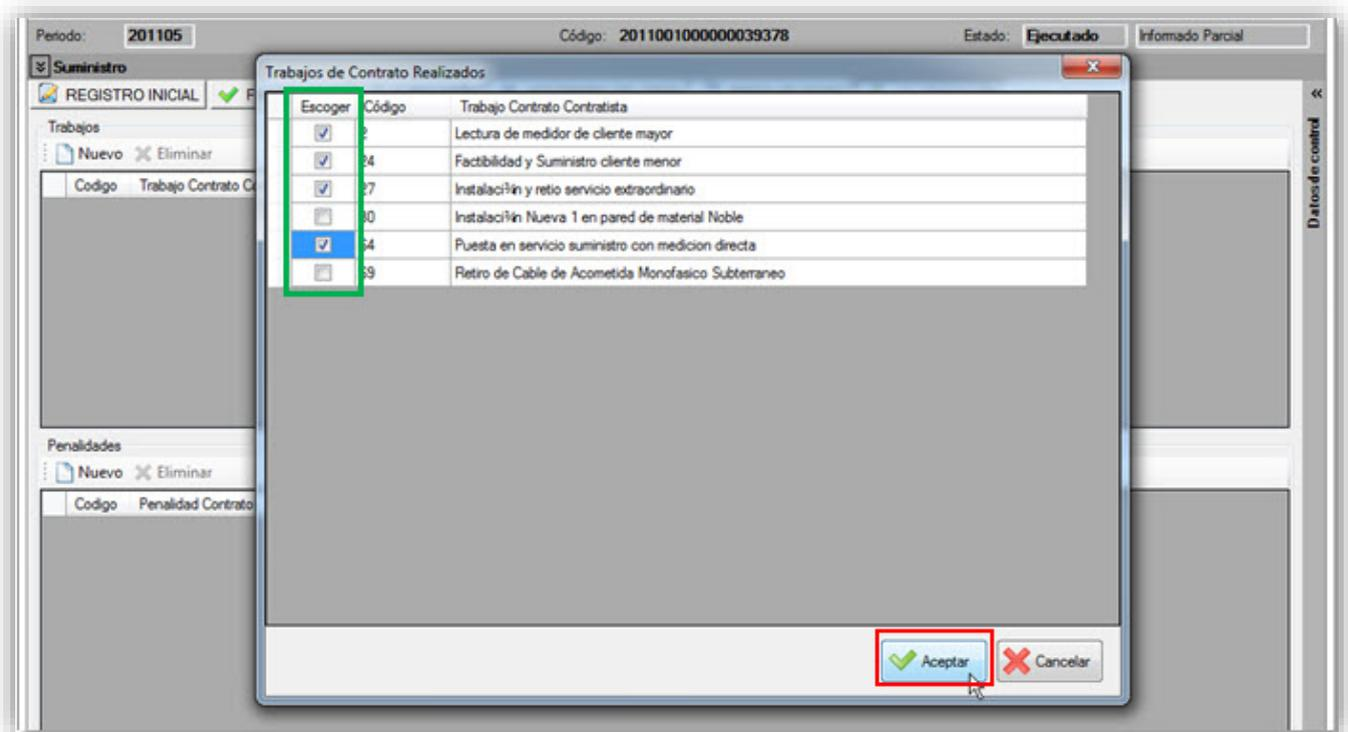 Periodo: 201105 Código: 2011001000000039378 Estado: Ejecutado Informado Parcial
Suministro
REGISTRO INICIAL
Trabajos
Nuevo Eliminar
Codigo Trabajo Contrato
Datos de control
Trabajos de Contrato Realizados
Escoger Código Trabajo Contrato Contratista
2 Lectura de medidor de cliente mayor
24 Factibilidad y Suministro cliente menor
27 Instalaci¾n y retio servicio extraordinario
Instalaci¾n Nueva 1 en pared de material Noble
Puesta en servicio suministro con medicion directa
Retiro de Cable de Acometida Monofasico Subterraneo
Penalidades
Nuevo Eliminar
Codigo Penalidad Contrato
Aceptar Cancelar